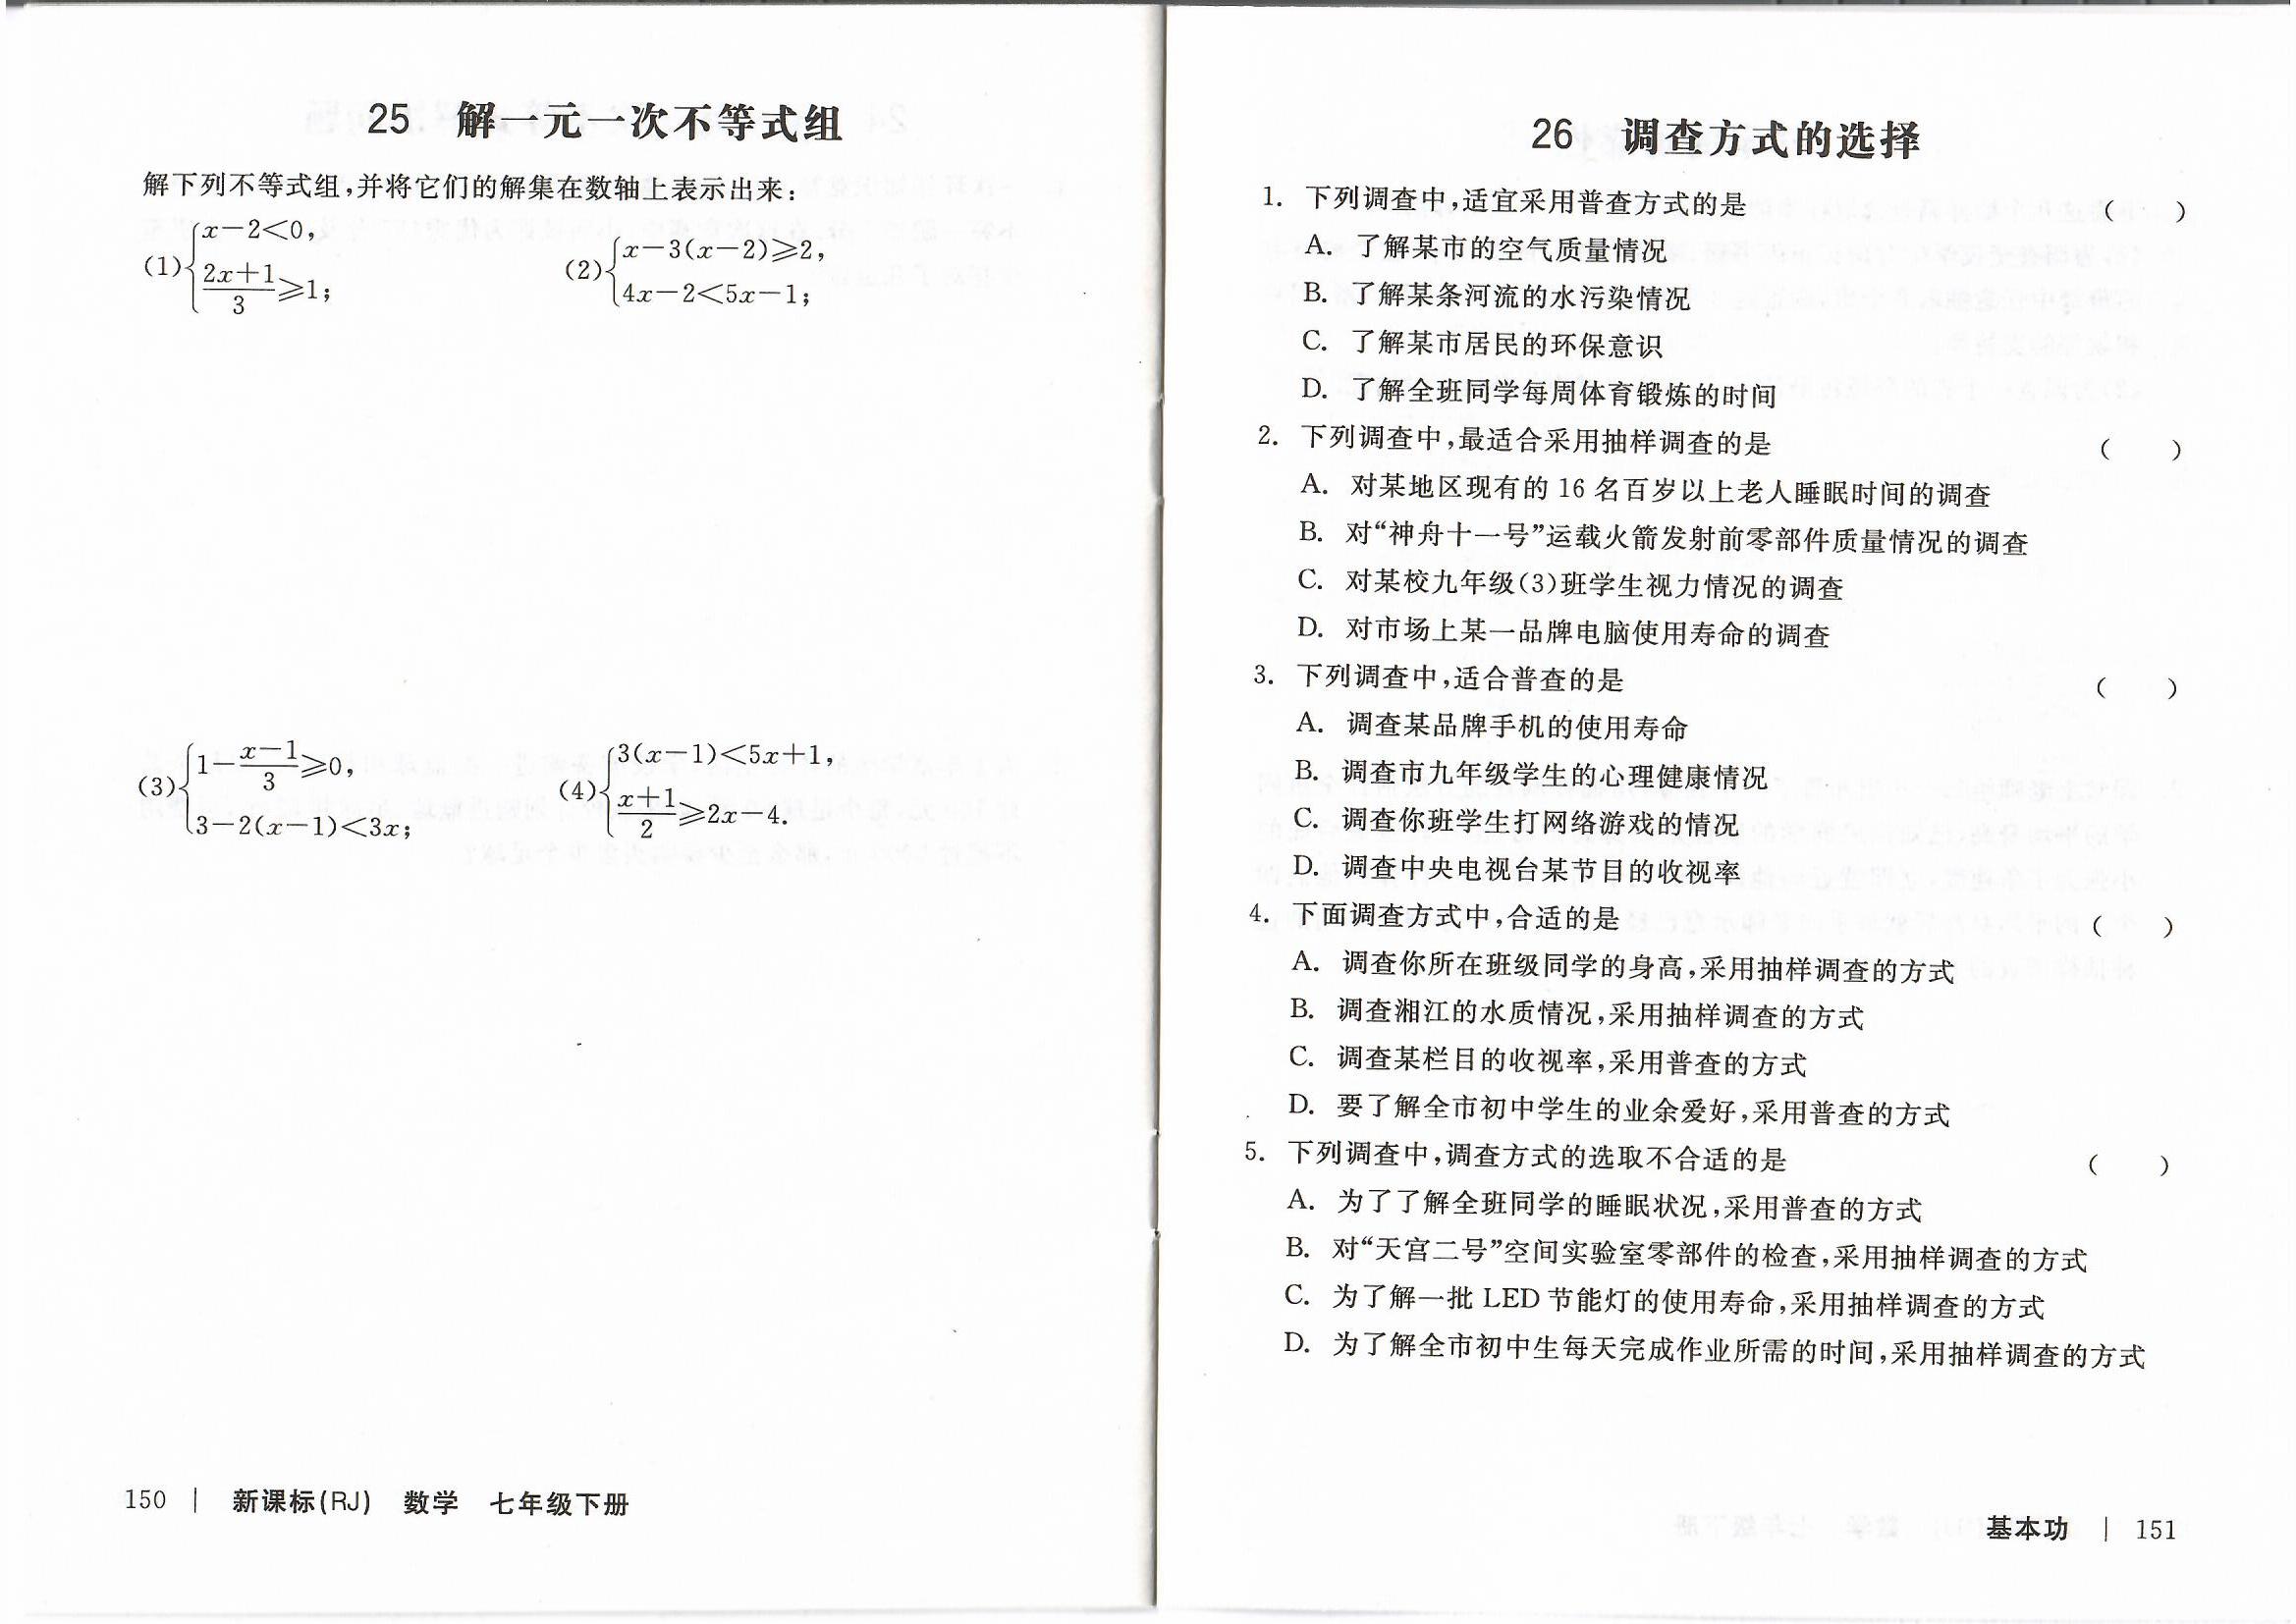 25 解一元一次不等式组
解下列不等式组,并将它们的解集在数轴上表示出来:
(1){x-2<0, (2x+1)/3≥1;
(2){x-3(x-2)≥2, 4x-2<5x-1;
(3){1-(x-1)/3≥0, 3-2(x-1)<3x;
(4){3(x-1)<5x+1, (x+1)/2≥2x-4.
150 | 新课标(RJ) 数学 七年级下册
26 调查方式的选择
1. 下列调查中,适宜采用普查方式的是 ( )
A. 了解某市的空气质量情况
B. 了解某条河流的水污染情况
C. 了解某市居民的环保意识
D. 了解全班同学每周体育锻炼的时间
2. 下列调查中,最适合采用抽样调查的是 ( )
A. 对某地区现有的 16 名百岁以上老人睡眠时间的调查
B. 对“神舟十一号”运载火箭发射前零部件质量情况的调查
C. 对某校九年级(3)班学生视力情况的调查
D. 对市场上某一品牌电脑使用寿命的调查
3. 下列调查中,适合普查的是 ( )
A. 调查某品牌手机的使用寿命
B. 调查市九年级学生的心理健康情况
C. 调查你班学生打网络游戏的情况
D. 调查中央电视台某节目的收视率
4. 下面调查方式中,合适的是 ( )
A. 调查你所在班级同学的身高,采用抽样调查的方式
B. 调查湘江的水质情况,采用抽样调查的方式
C. 调查某栏目的收视率,采用普查的方式
D. 要了解全市初中学生的业余爱好,采用普查的方式
5. 下列调查中,调查方式的选取不合适的是 ( )
A. 为了了解全班同学的睡眠状况,采用普查的方式
B. 对“天宫二号”空间实验室零部件的检查,采用抽样调查的方式
C. 为了解一批 LED 节能灯的使用寿命,采用抽样调查的方式
D. 为了解全市初中生每天完成作业所需的时间,采用抽样调查的方式
基本功 | 151